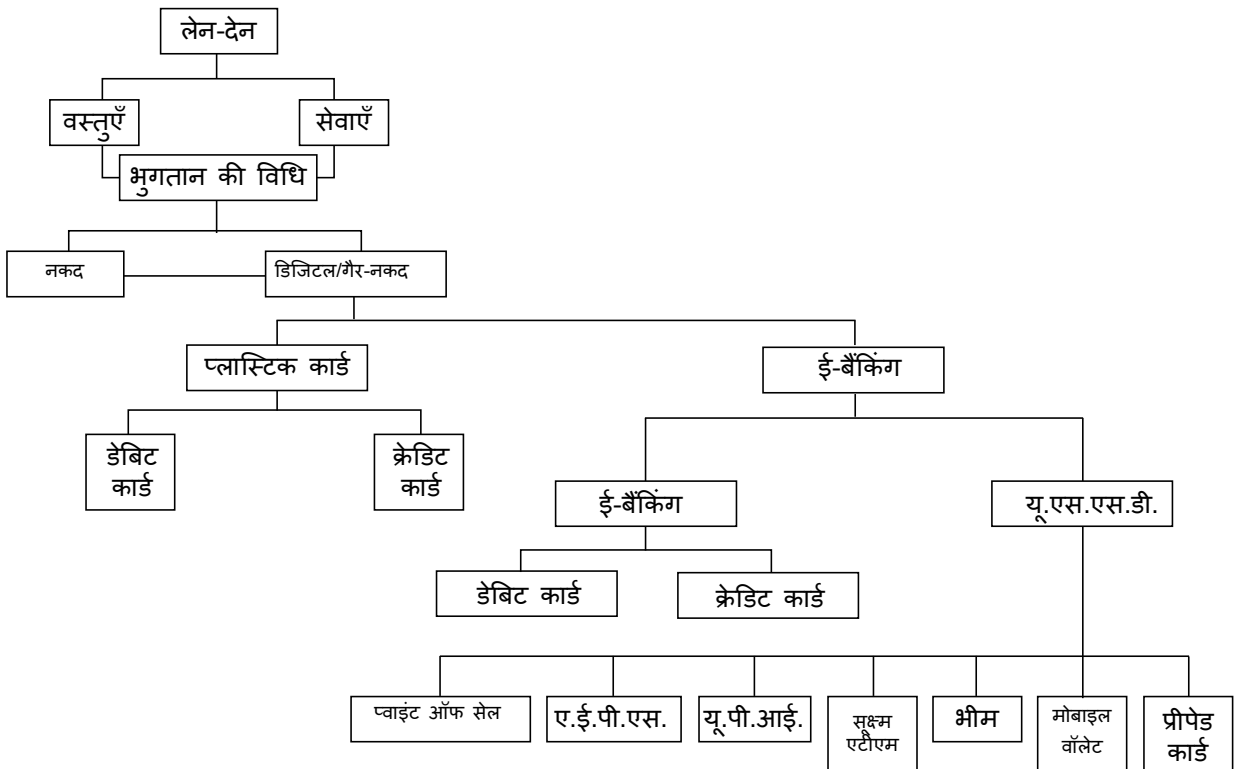 लेन-देन
वस्तुएँ
सेवाएँ
भुगतान की विधि
नकद
डिजिटल/गैर-नकद
प्लास्टिक कार्ड
ई-बैंकिंग
डेबिट
कार्ड
क्रेडिट
कार्ड
ई-बैंकिंग
यू.एस.एस.डी.
डेबिट कार्ड
क्रेडिट कार्ड
प्वाइंट ऑफ सेल
ए.ई.पी.एस.
यू.पी.आई.
सूक्ष्म
एटीएम
भीम
मोबाइल
वॉलेट
प्रीपेड
कार्ड